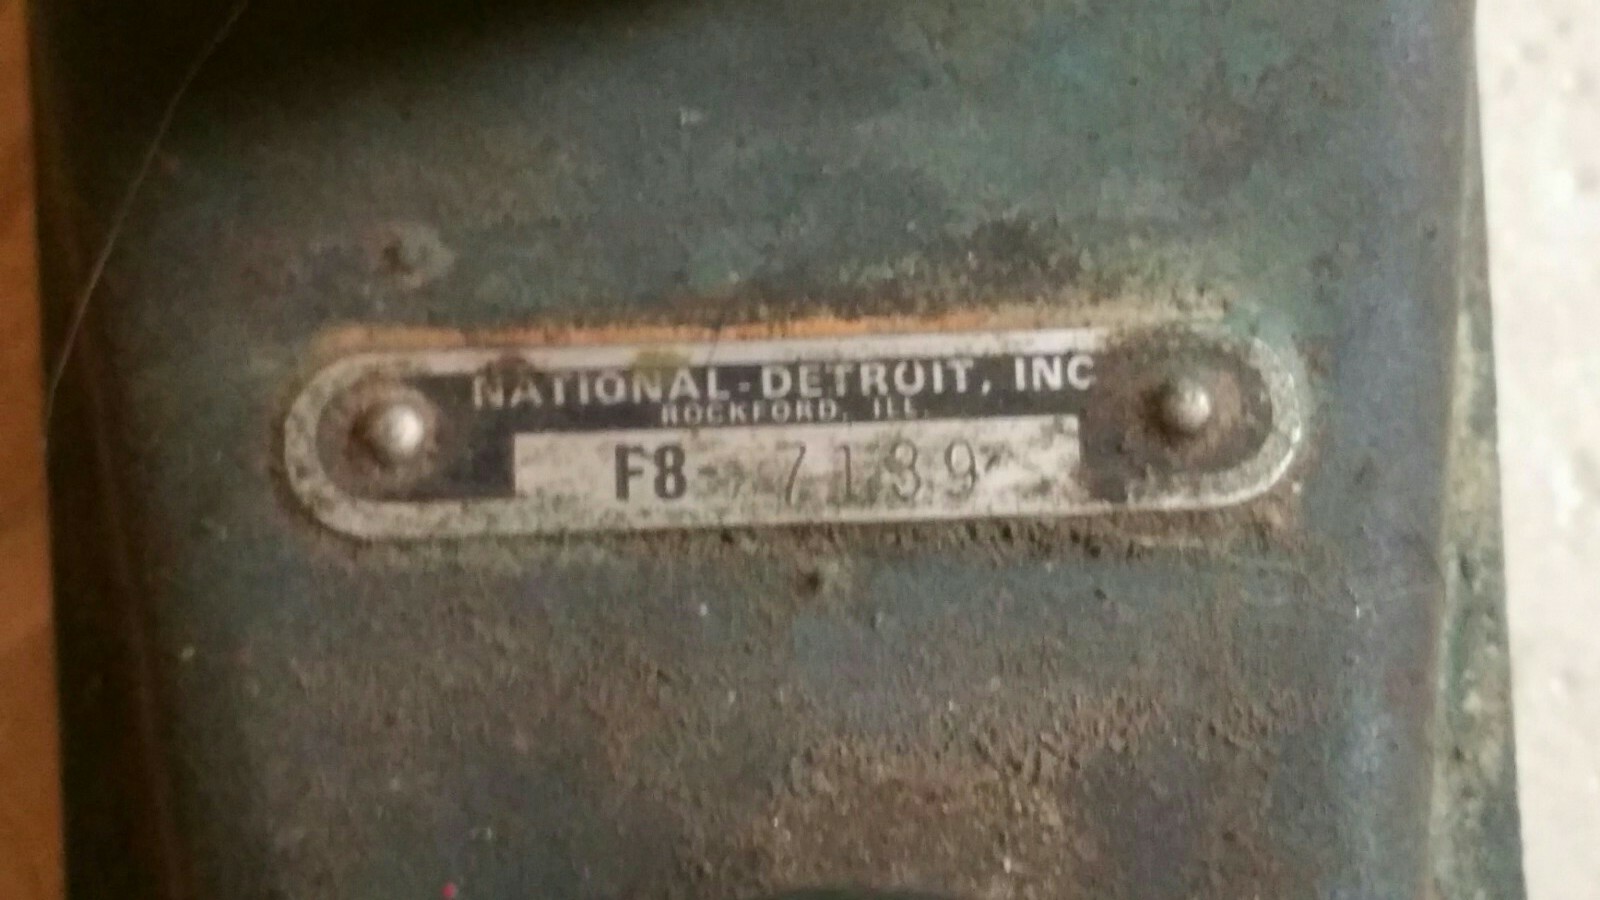 NATIONAL-DETROIT, INC
ROCKFORD, ILL.
F8- 7139